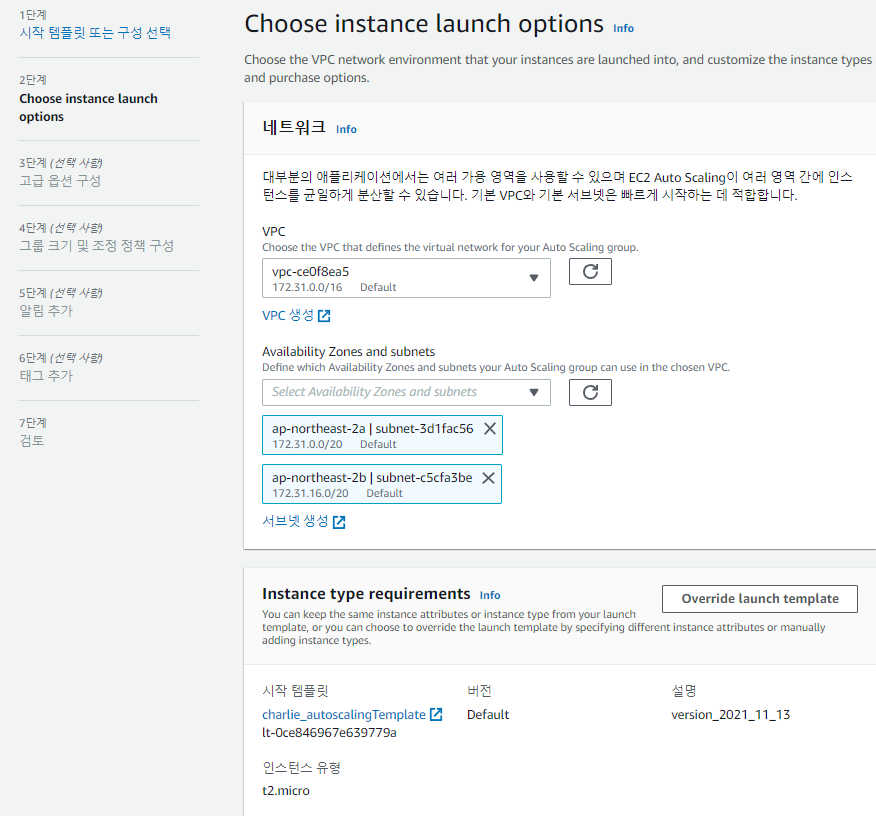 1단계
시작 템플릿 또는 구성 선택
2단계
Choose instance launch
options
3단계 (선택 사항)
고급 옵션 구성
4단계 (선택 사항)
그룹 크기 및 조정 정책 구성
5단계 (선택 사항)
알림 추가
6단계 (선택 사항)
태그 추가
7단계
검토
Choose instance launch options Info
Choose the VPC network environment that your instances are launched into, and customize the instance types
and purchase options.
네트워크 Info
대부분의 애플리케이션에서는 여러 가용 영역을 사용할 수 있으며 EC2 Auto Scaling이 여러 영역 간에 인스
턴스를 균일하게 분산할 수 있습니다. 기본 VPC와 기본 서브넷은 빠르게 시작하는 데 적합합니다.
VPC
Choose the VPC that defines the virtual network for your Auto Scaling group.
vpc-ce0f8ea5
172.31.0.0/16 Default
VPC 생성
Availability Zones and subnets
Define which Availability Zones and subnets your Auto Scaling group can use in the chosen VPC.
Select Availability Zones and subnets
ap-northeast-2a | subnet-3d1fac56
172.31.0.0/20 Default
ap-northeast-2b | subnet-c5cfa3be
172.31.16.0/20 Default
서브넷 생성
Instance type requirements Info
Override launch template
You can keep the same instance attributes or instance type from your launch
template, or you can choose to override the launch template by specifying different instance attributes or manually
adding instance types.
시작 템플릿 버전 설명
charlie_autoscalingTemplate Default version_2021_11_13
lt-0ce846967e639779a
인스턴스 유형
t2.micro